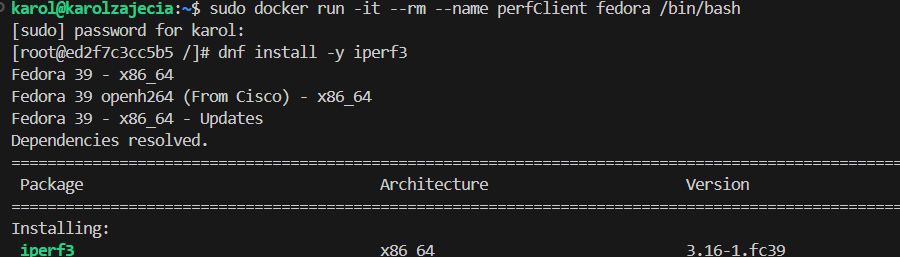 karol@karolzajecia:~$ sudo docker run -it --rm --name perfClient fedora /bin/bash
[sudo] password for karol:
[root@ed2f7c3cc5b5 /]# dnf install -y iperf3
Fedora 39 - x86_64
Fedora 39 openh264 (From Cisco) - x86_64
Fedora 39 - x86_64 - Updates
Dependencies resolved.
================================================================================
Package Architecture Version
================================================================================
Installing:
iperf3 x86_64 3.16-1.fc39